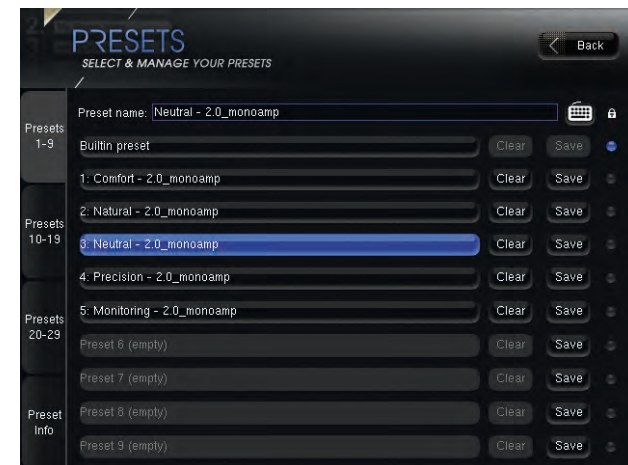 PRESETS
SELECT & MANAGE YOUR PRESETS
Back
Presets
1-9
Presets
10-19
Presets
20-29
Preset
Info
Preset name: Neutral - 2.0_monoamp
Builtin preset Clear Save
1: Comfort - 2.0_monoamp Clear Save
2: Natural - 2.0_monoamp Clear Save
3: Neutral - 2.0_monoamp Clear Save
4: Precision - 2.0_monoamp Clear Save
5: Monitoring - 2.0_monoamp Clear Save
Preset 6 (empty) Clear Save
Preset 7 (empty) Clear Save
Preset 8 (empty) Clear Save
Preset 9 (empty) Clear Save